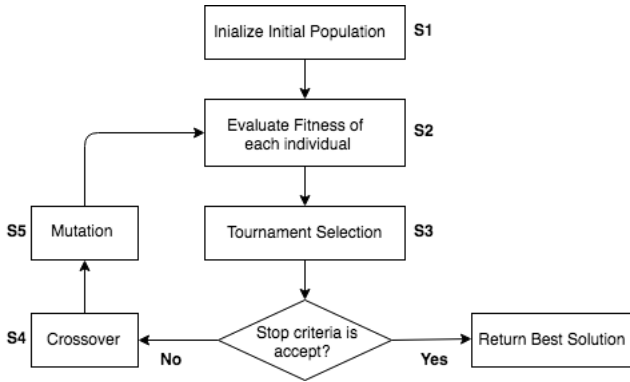 Inialize Initial Population
S1
Evaluate Fitness of
each individual
S2
S5
Mutation
Tournament Selection
S3
S4
Crossover
No
Stop criteria is
accept?
Yes
Return Best Solution